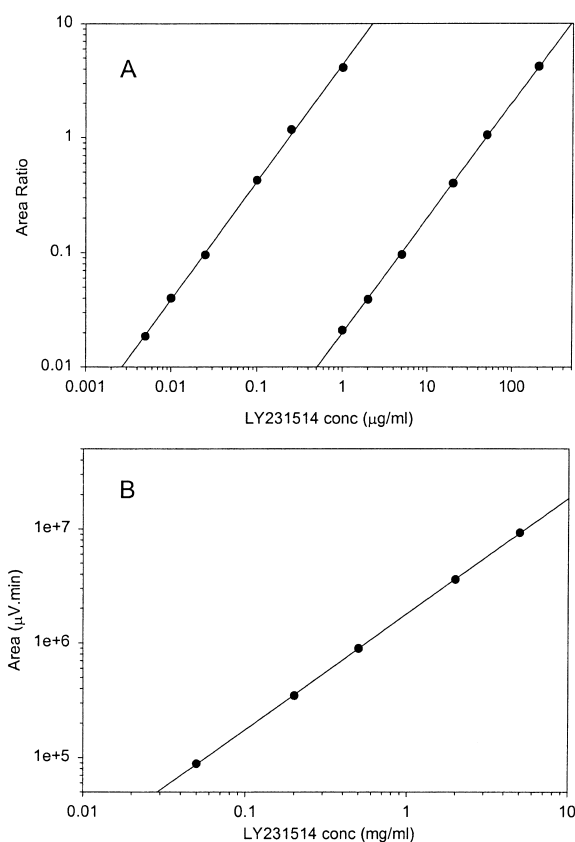 10
A
1
Area Ratio
0.1
0.01
0.001 0.01 0.1 1 10 100
LY231514 conc (μg/ml)
B
1e+7
Area (μV.min)
1e+6
1e+5
0.01 0.1 1 10
LY231514 conc (mg/ml)